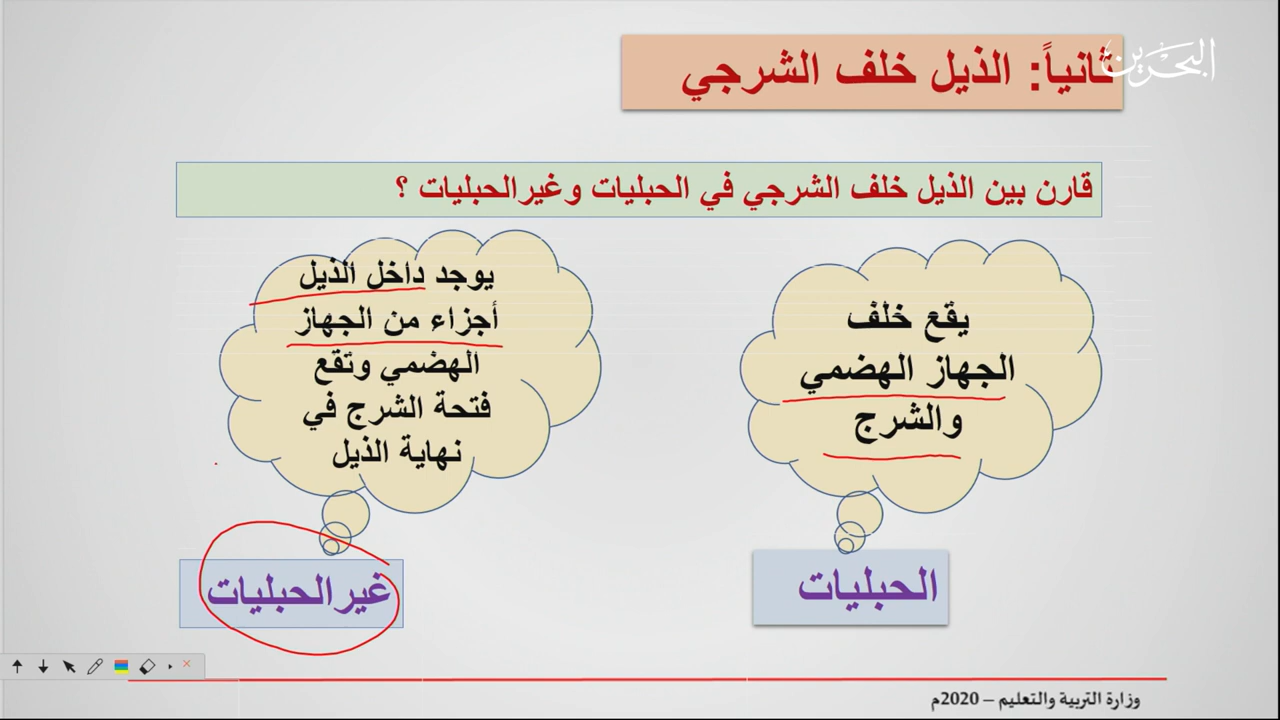 البحرين
ثانياً: الذيل خلف الشرجي
قارن بين الذيل خلف الشرجي في الحبليات وغيرالحبليات ؟
يقع خلف
الجهاز الهضمي
والشرج
الحبليات
يوجد داخل الذيل
أجزاء من الجهاز
الهضمي وتقع
فتحة الشرج في
نهاية الذيل
غيرالحبليات
وزارة التربية والتعليم – 2020م